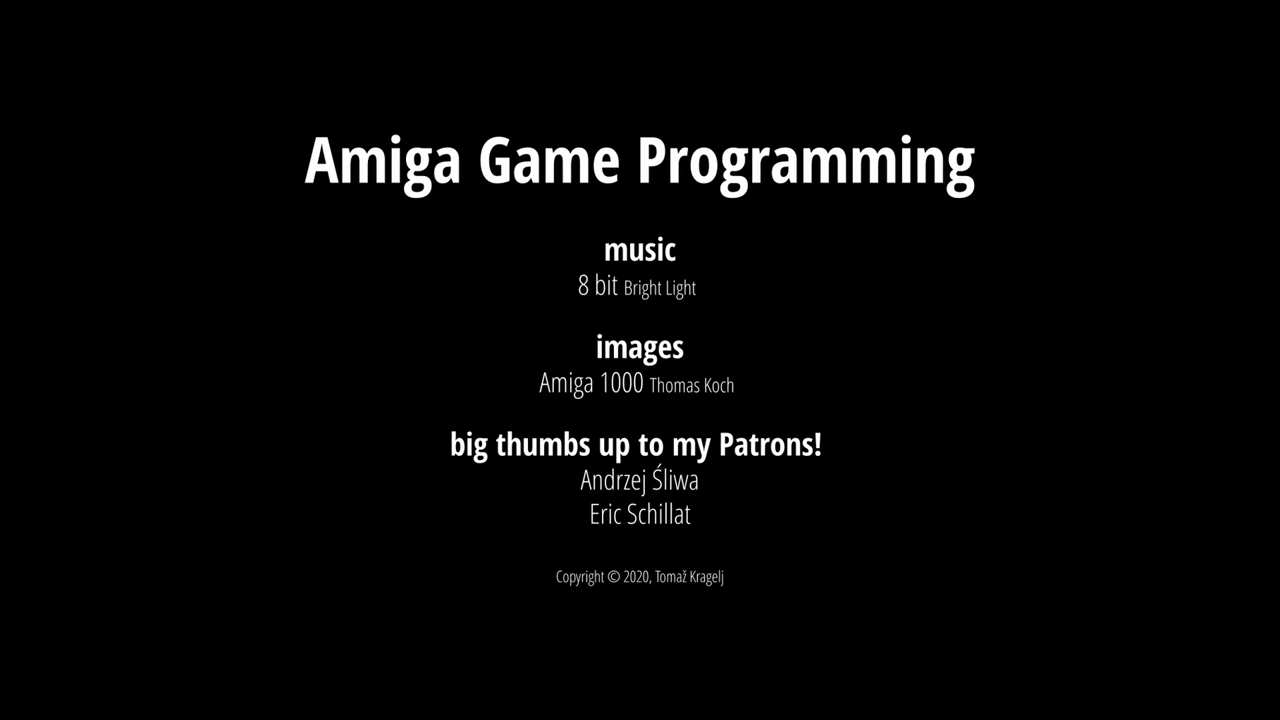 Amiga Game Programming
music
8 bit Bright Light
images
Amiga 1000 Thomas Koch
big thumbs up to my Patrons!
Andrzej Śliwa
Eric Schillat
Copyright © 2020, Tomaž Kragelj